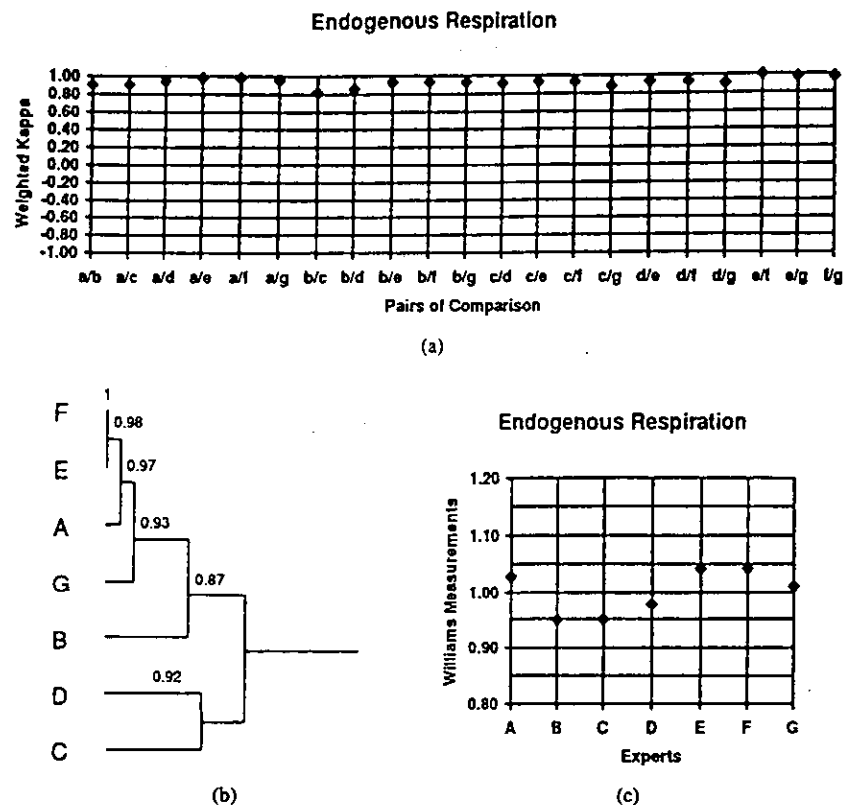 Endogenous Respiration
Weighted Kappa
1.00
0.80
0.60
0.40
0.20
0.00
-0.20
-0.40
-0.60
-0.80
-1.00
a/b a/c a/d a/e a/f a/g b/c b/d b/e b/f b/g c/d c/e c/f c/g d/e d/f d/g e/f e/g f/g
Pairs of Comparison
(a)
1
F
0.98
E
0.97
A
0.93
G
0.87
B
0.92
D
C
(b)
Endogenous Respiration
Williams Measurements
1.20
1.10
1.00
0.90
0.80
A B C D E F G
Experts
(c)